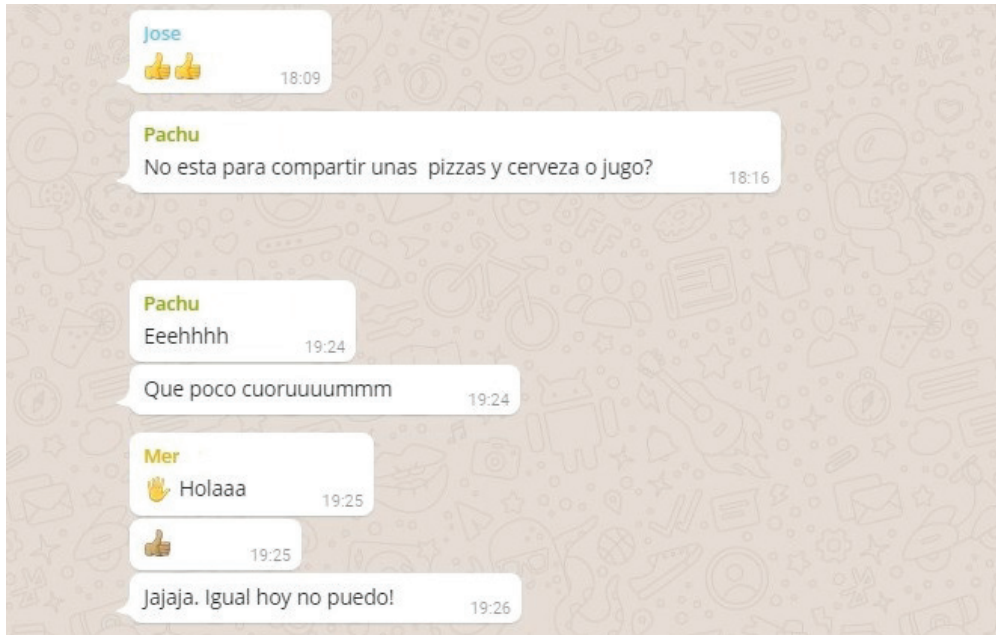 Jose
👍👍 18:09
Pachu
No esta para compartir unas pizzas y cerveza o jugo? 18:16
Pachu
Eeehhhh 19:24
Que poco cuoruuuummm 19:24
Mer
🖐 Holaaa 19:25
👍🏽 19:25
Jajaja. Igual hoy no puedo! 19:26